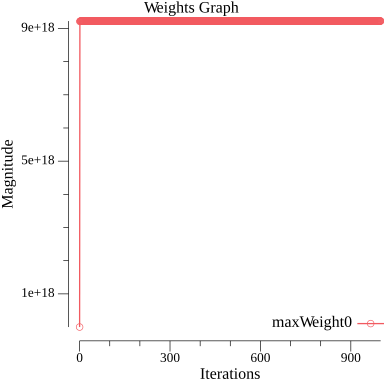 Weights Graph
9e+18
5e+18
1e+18
Magnitude
maxWeight0
0 300 600 900
Iterations